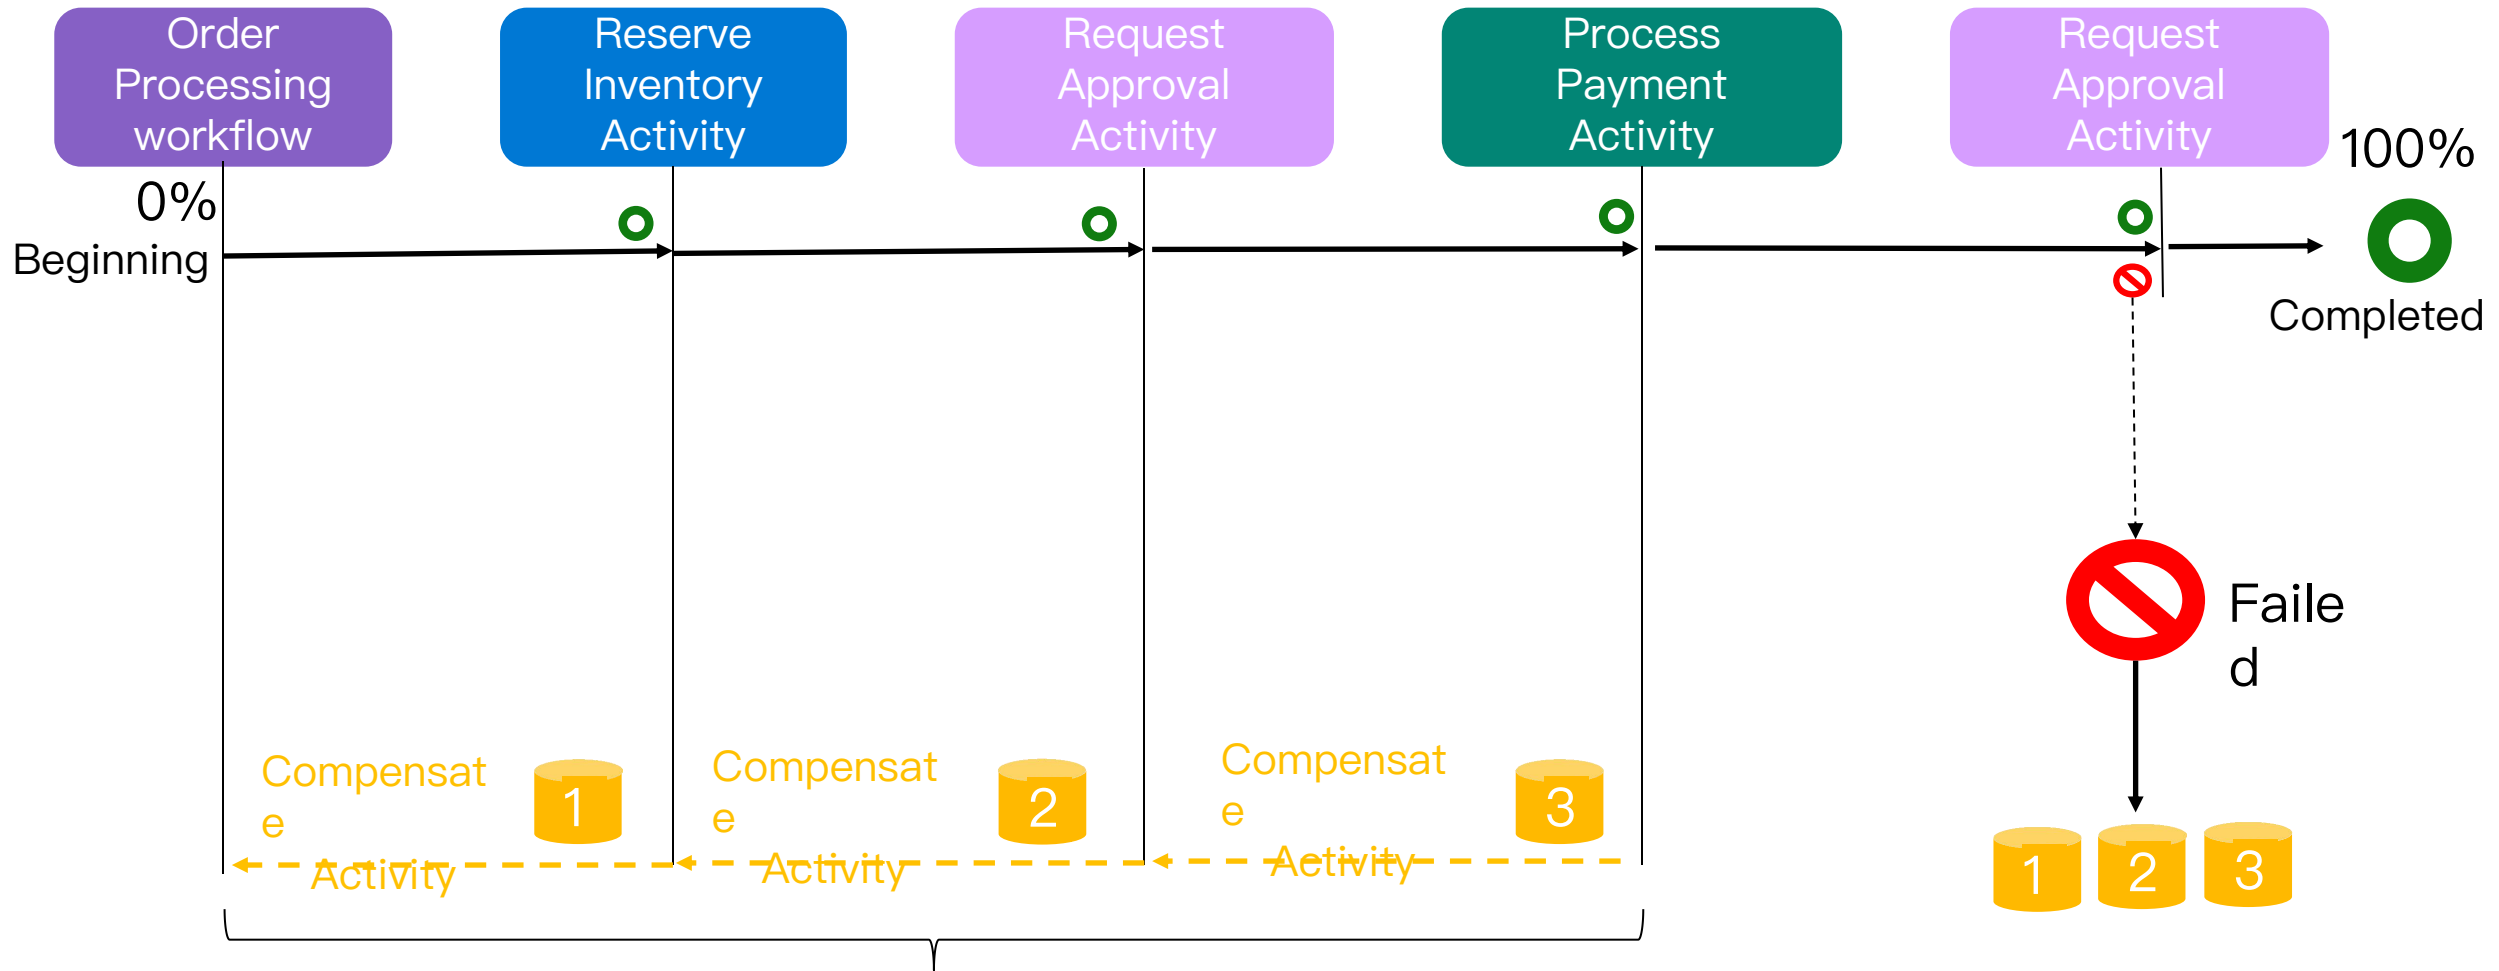 Order
Processing
workflow
Reserve
Inventory
Activity
Request
Approval
Activity
Process
Payment
Activity
Request
Approval
Activity
0%
Beginning
100%
Completed
Faile
d
Compensat
e
Activity
1
Compensat
e
Activity
2
Compensat
e
Activity
3
1
2
3